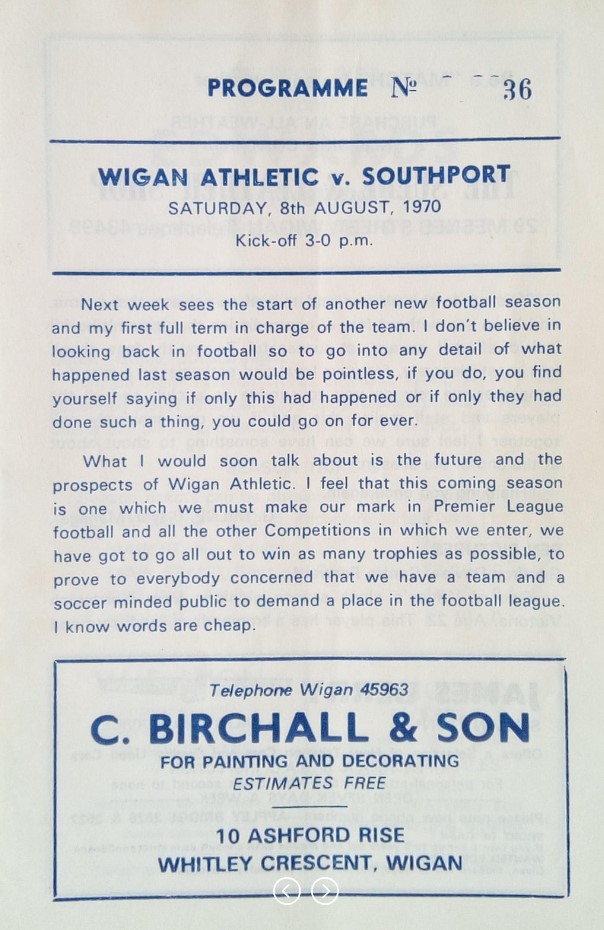 PROGRAMME Nº 36
WIGAN ATHLETIC v. SOUTHPORT
SATURDAY, 8th AUGUST, 1970
Kick-off 3-0 p.m.
Next week sees the start of another new football season
and my first full term in charge of the team. I don't believe in
looking back in football so to go into any detail of what
happened last season would be pointless, if you do, you find
yourself saying if only this had happened or if only they had
done such a thing, you could go on for ever.
What I would soon talk about is the future and the
prospects of Wigan Athletic. I feel that this coming season
is one which we must make our mark in Premier League
football and all the other Competitions in which we enter, we
have got to go all out to win as many trophies as possible, to
prove to everybody concerned that we have a team and a
soccer minded public to demand a place in the football league.
I know words are cheap.
Telephone Wigan 45963
C. BIRCHALL & SON
FOR PAINTING AND DECORATING
ESTIMATES FREE
10 ASHFORD RISE
WHITLEY CRESCENT, WIGAN